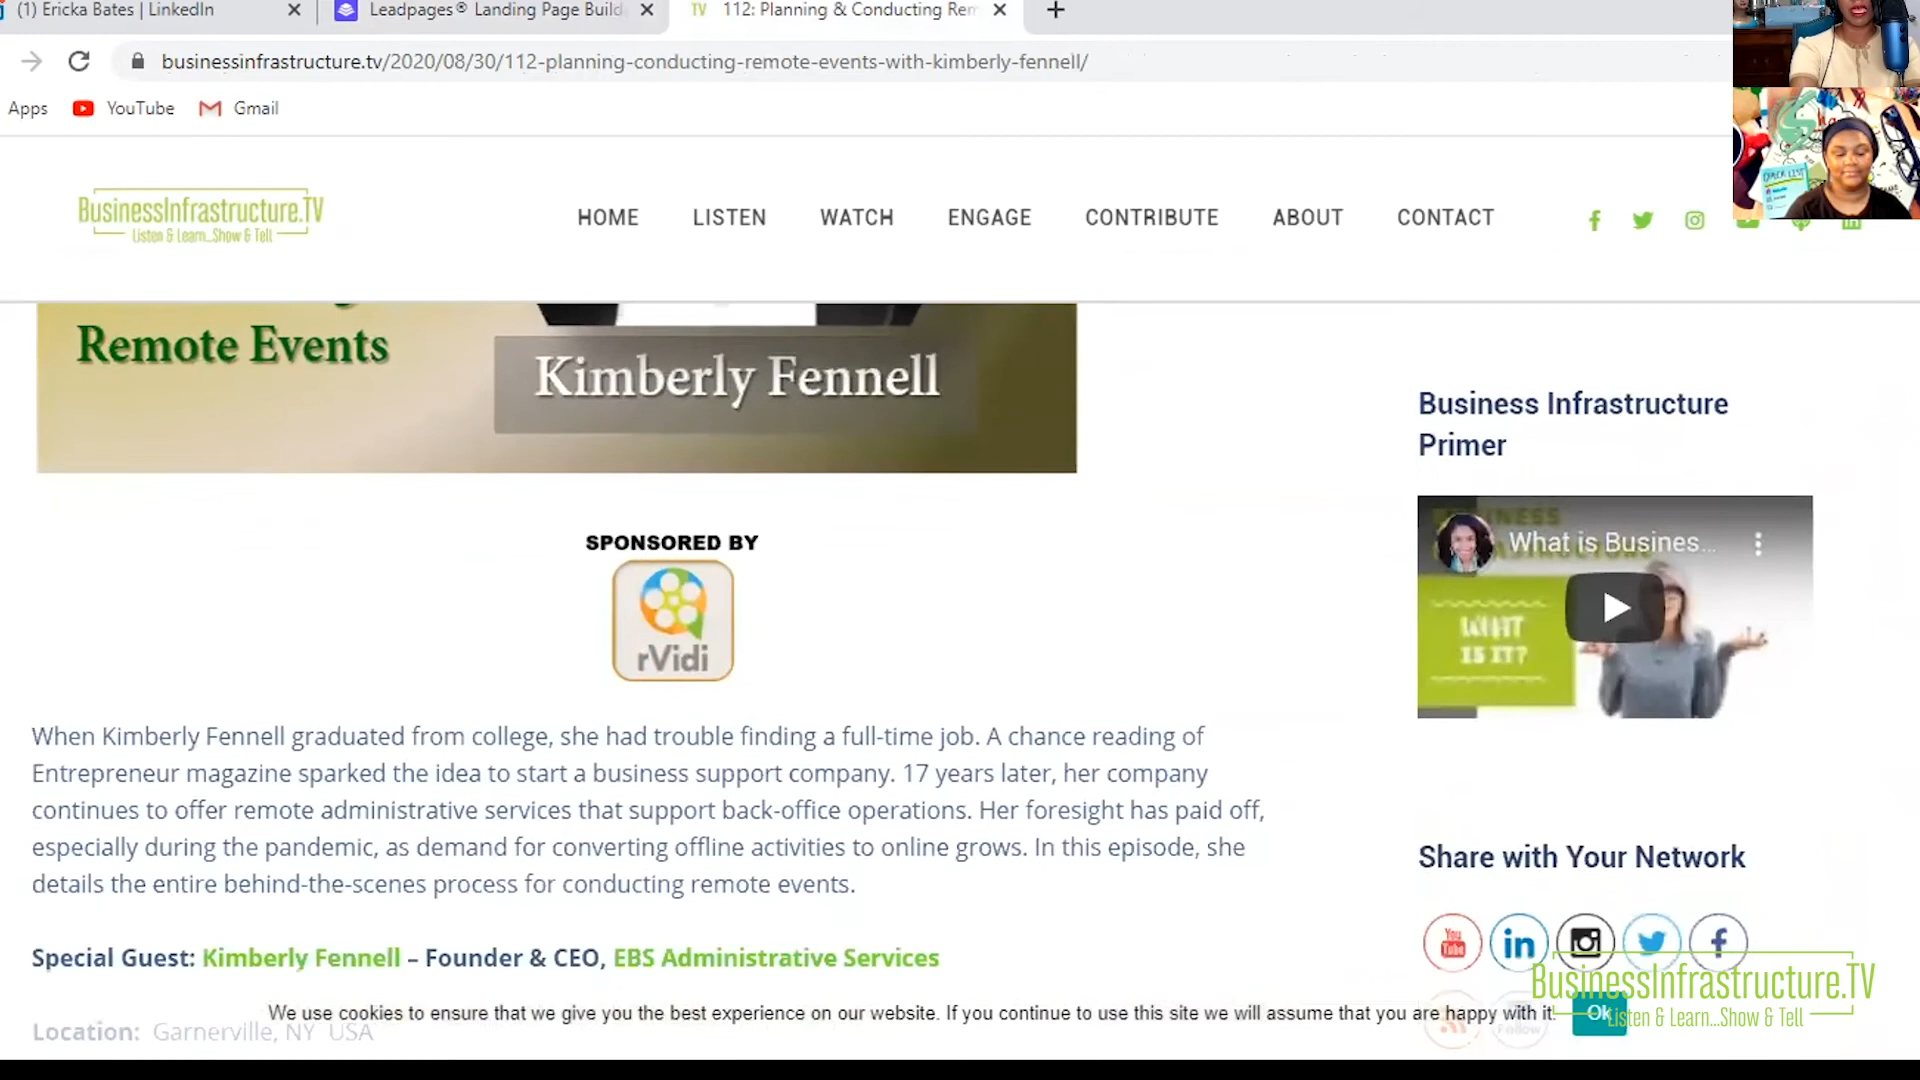 (1) Ericka Bates | LinkedIn
Leadpages® Landing Page Build
112: Planning & Conducting Rem
businessinfrastructure.tv/2020/08/30/112-planning-conducting-remote-events-with-kimberly-fennell/
Apps
YouTube
Gmail
BusinessInfrastructure.TV
Listen & Learn...Show & Tell
HOME
LISTEN
WATCH
ENGAGE
CONTRIBUTE
ABOUT
CONTACT
CHECK LIST
Remote Events
Kimberly Fennell
Business Infrastructure
Primer
What is Busines...
WHAT
IS IT?
SPONSORED BY
rVidi
When Kimberly Fennell graduated from college, she had trouble finding a full-time job. A chance reading of
Entrepreneur magazine sparked the idea to start a business support company. 17 years later, her company
continues to offer remote administrative services that support back-office operations. Her foresight has paid off,
especially during the pandemic, as demand for converting offline activities to online grows. In this episode, she
details the entire behind-the-scenes process for conducting remote events.
Special Guest: Kimberly Fennell – Founder & CEO, EBS Administrative Services
Location: Garnerville, NY USA
Share with Your Network
You
Tube
in
We use cookies to ensure that we give you the best experience on our website. If you continue to use this site we will assume that you are happy with it.
Ok
Follow
BusinessInfrastructure.TV
Listen & Learn...Show & Tell